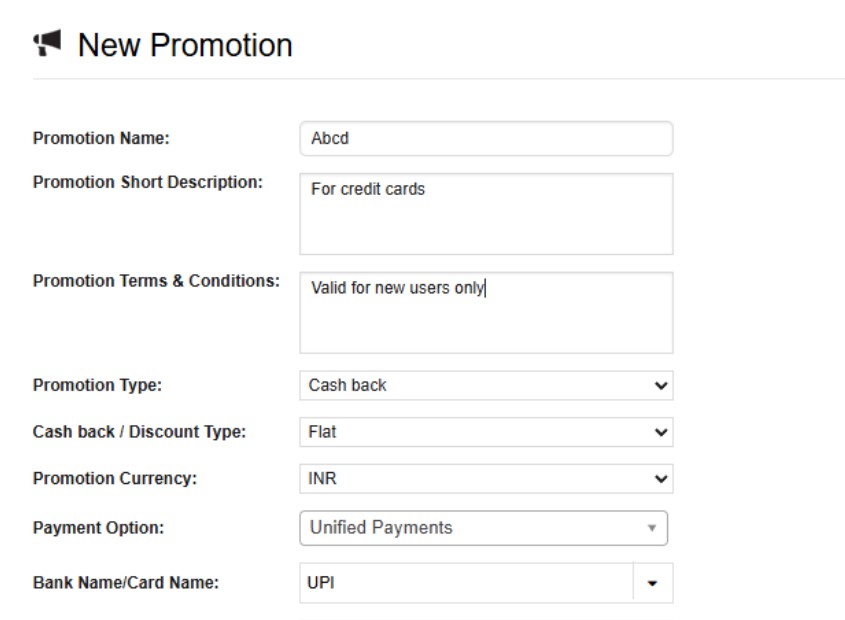 New Promotion
Promotion Name: Abcd
Promotion Short Description: For credit cards
Promotion Terms & Conditions: Valid for new users only
Promotion Type: Cash back
Cash back / Discount Type: Flat
Promotion Currency: INR
Payment Option: Unified Payments
Bank Name/Card Name: UPI